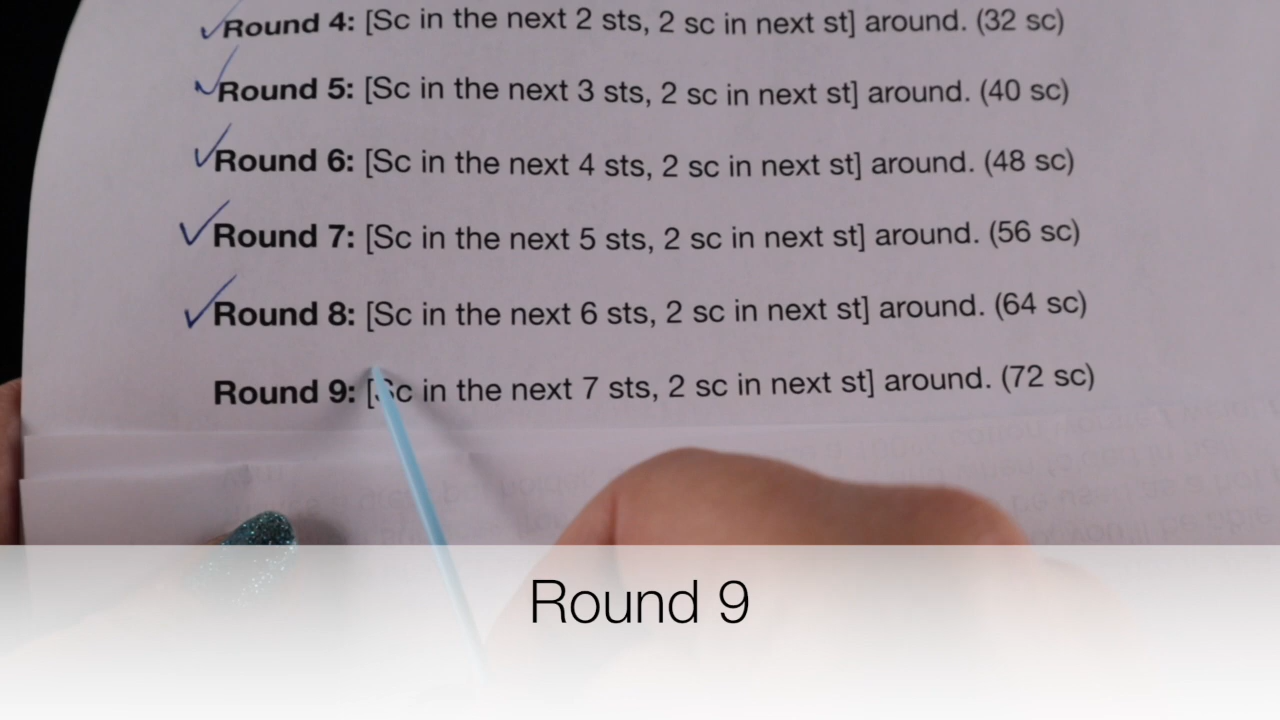 Round 4: [Sc in the next 2 sts, 2 sc in next st] around. (32 sc)
Round 5: [Sc in the next 3 sts, 2 sc in next st] around. (40 sc)
Round 6: [Sc in the next 4 sts, 2 sc in next st] around. (48 sc)
Round 7: [Sc in the next 5 sts, 2 sc in next st] around. (56 sc)
Round 8: [Sc in the next 6 sts, 2 sc in next st] around. (64 sc)
Round 9: [Sc in the next 7 sts, 2 sc in next st] around. (72 sc)
Round 9